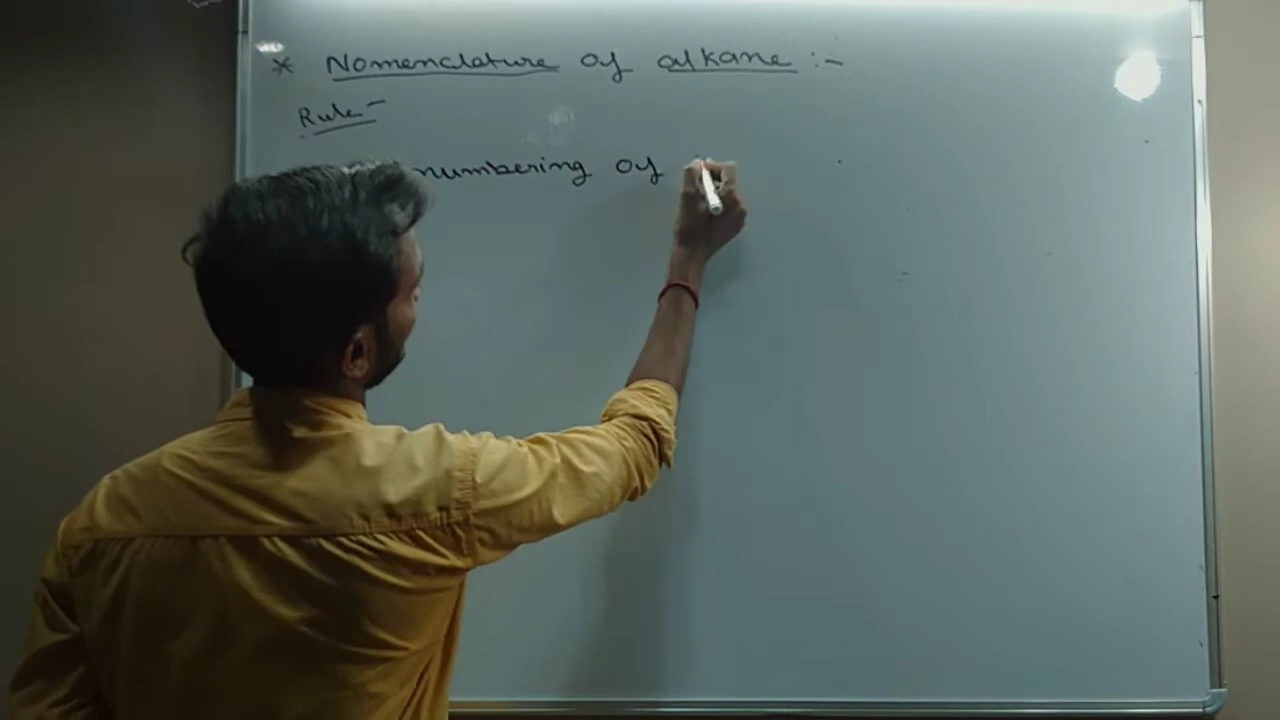 * Nomenclature of alkane :-
Rule -
numbering of